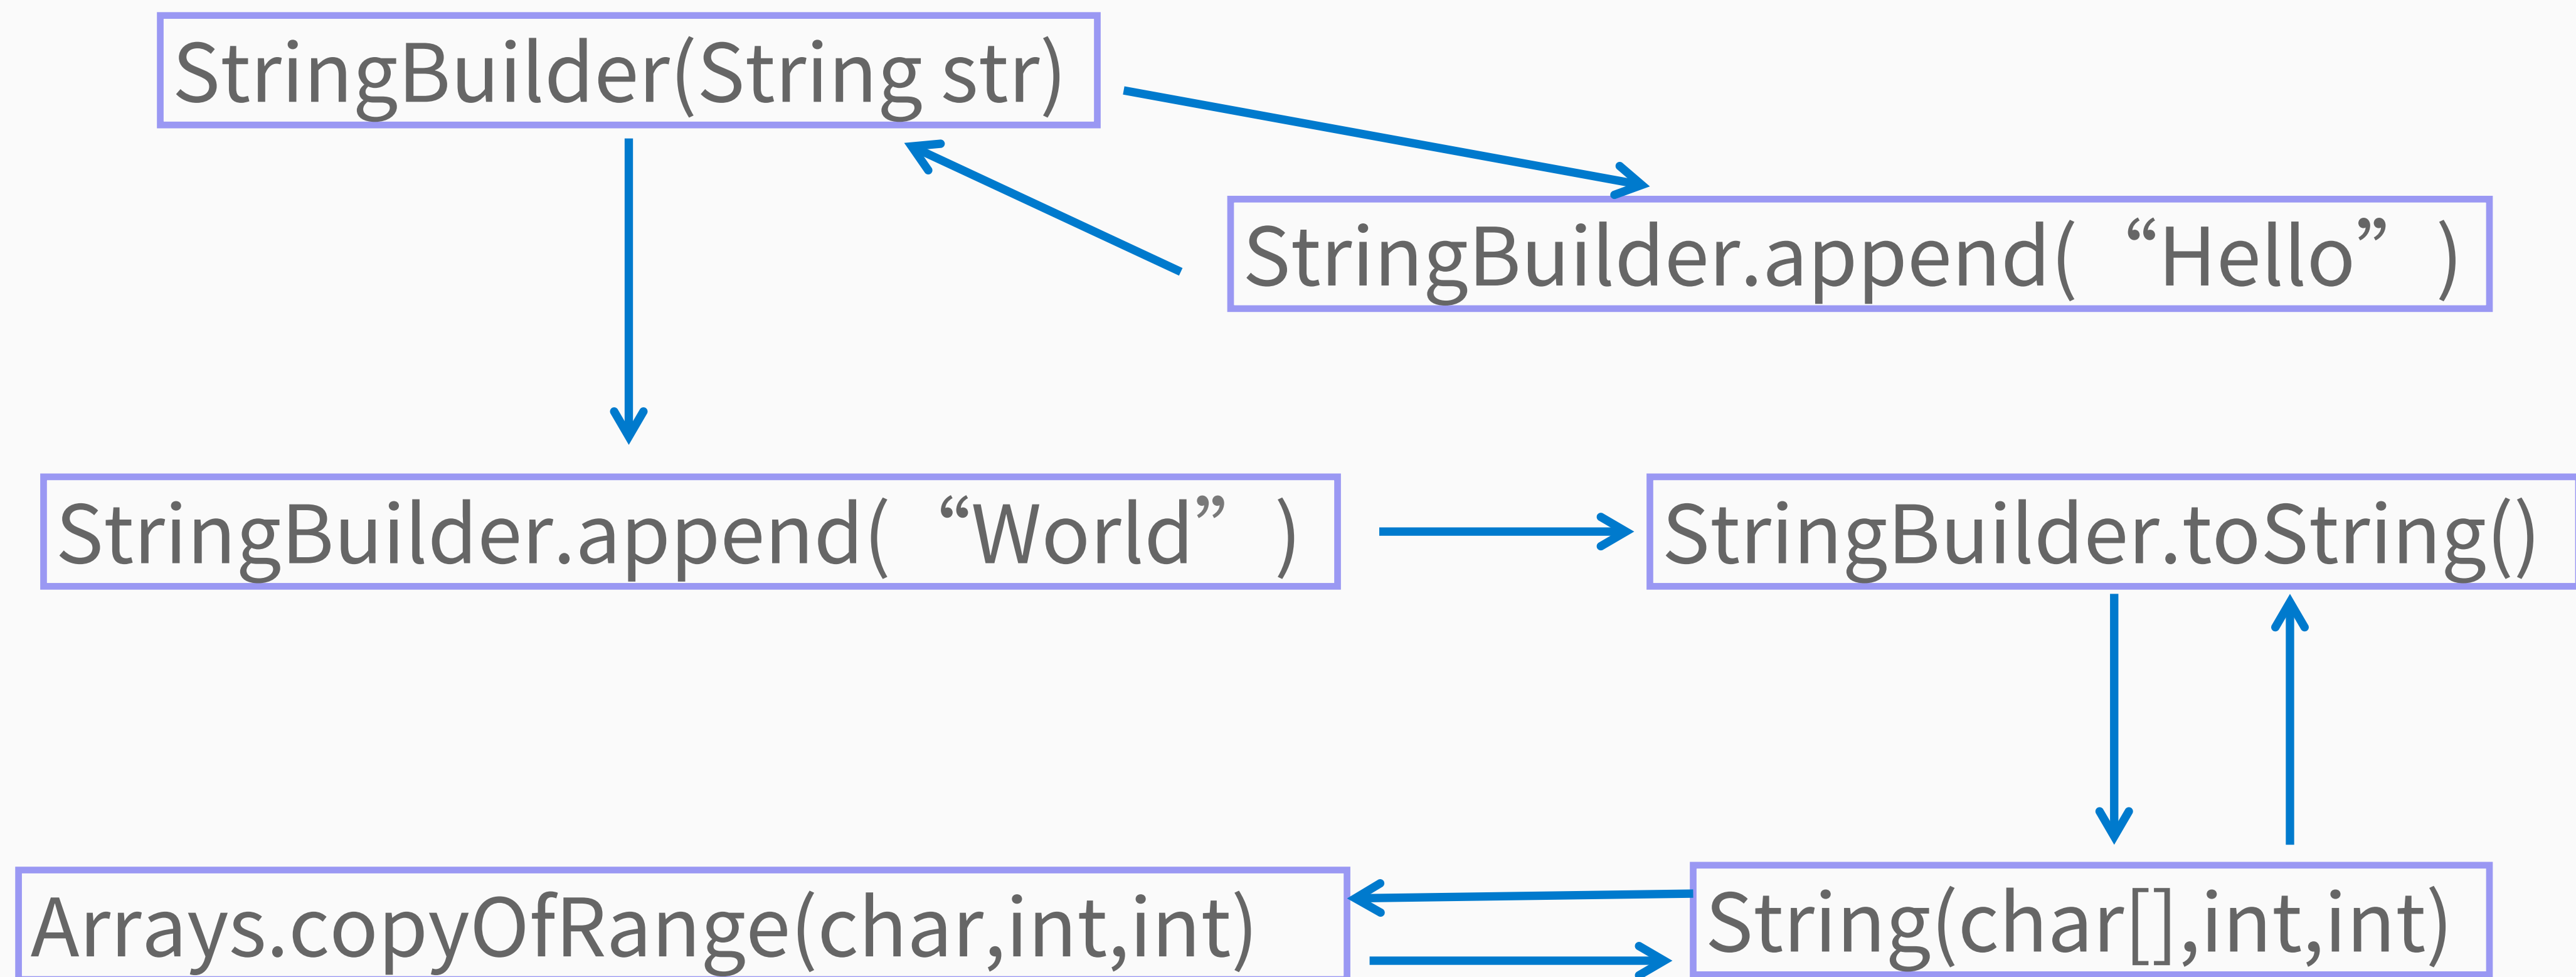 StringBuilder(String str)
StringBuilder.append( “Hello” )
StringBuilder.append( “World” )
StringBuilder.toString()
Arrays.copyOfRange(char,int,int)
String(char[],int,int)